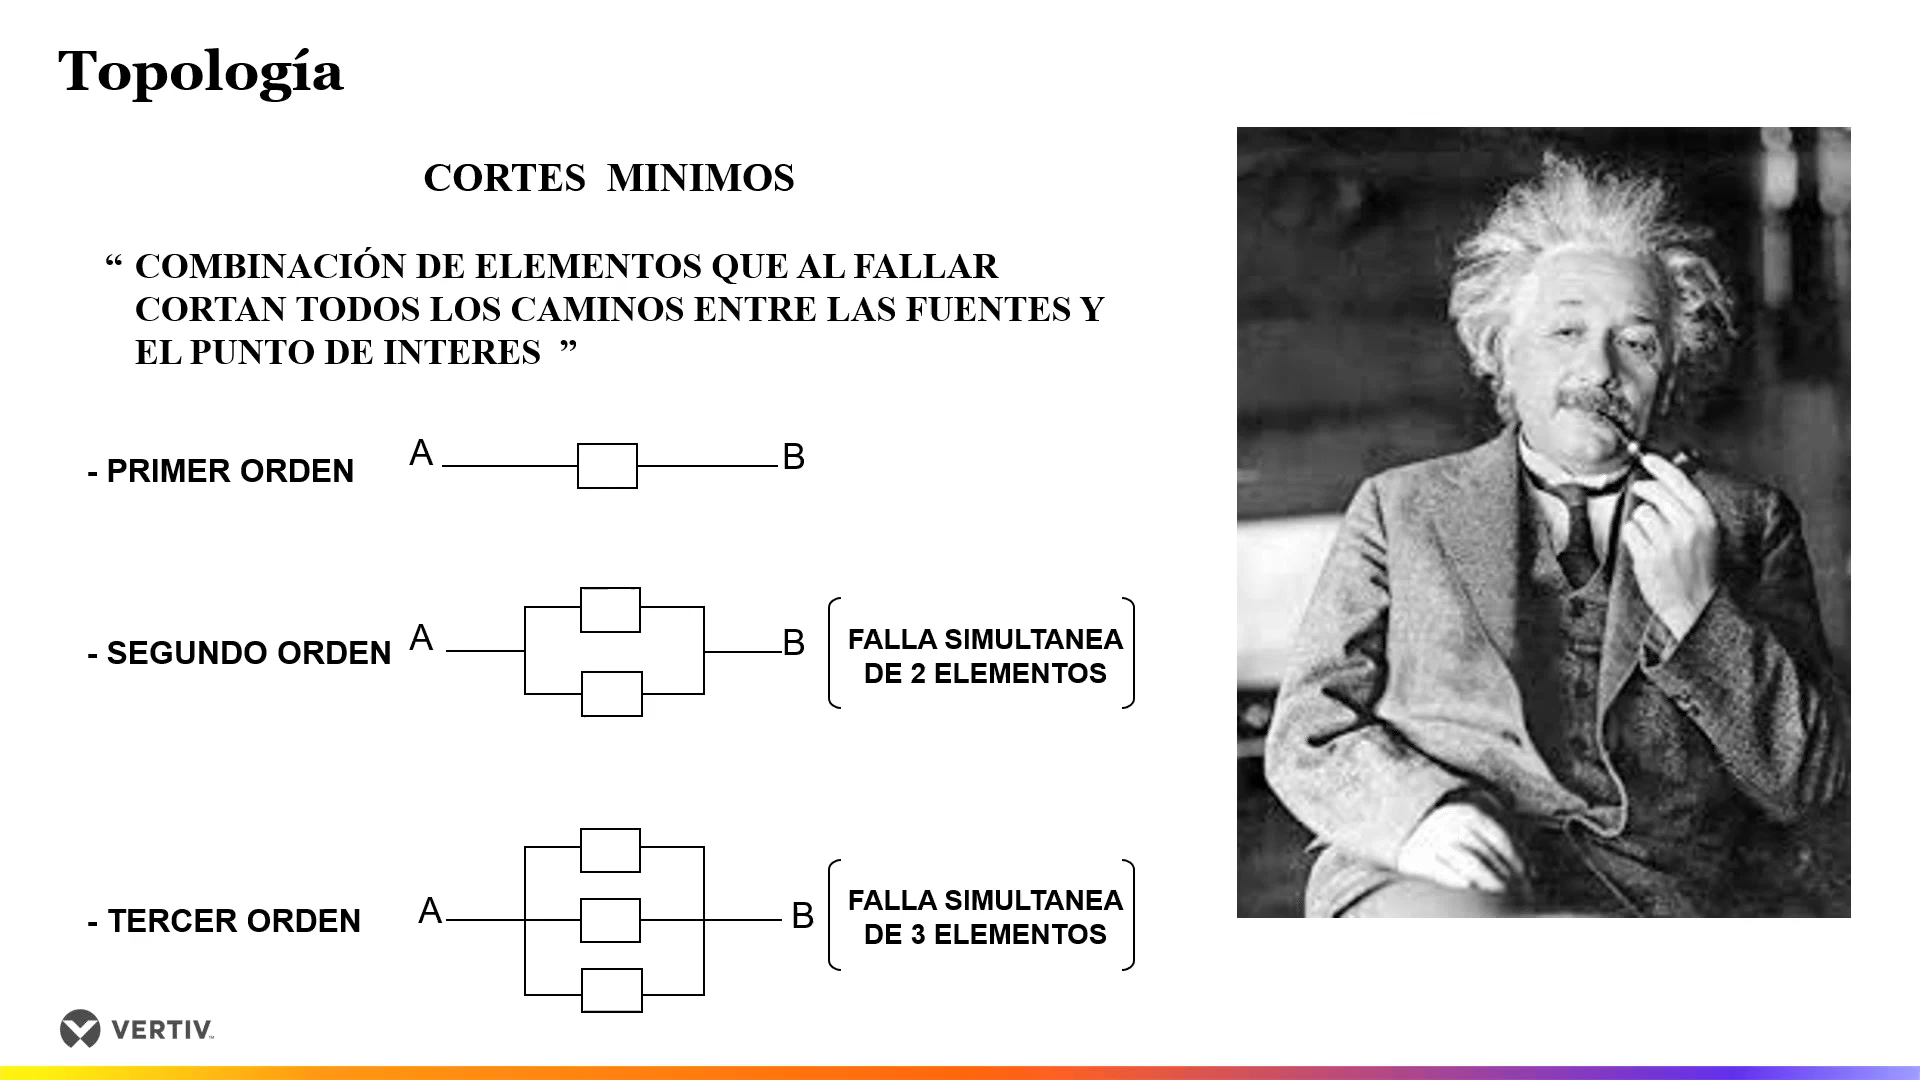 Topología
CORTES MINIMOS
“ COMBINACIÓN DE ELEMENTOS QUE AL FALLAR
CORTAN TODOS LOS CAMINOS ENTRE LAS FUENTES Y
EL PUNTO DE INTERES ”
- PRIMER ORDEN A B
- SEGUNDO ORDEN A B
FALLA SIMULTANEA
DE 2 ELEMENTOS
- TERCER ORDEN A B
FALLA SIMULTANEA
DE 3 ELEMENTOS
VERTIV™